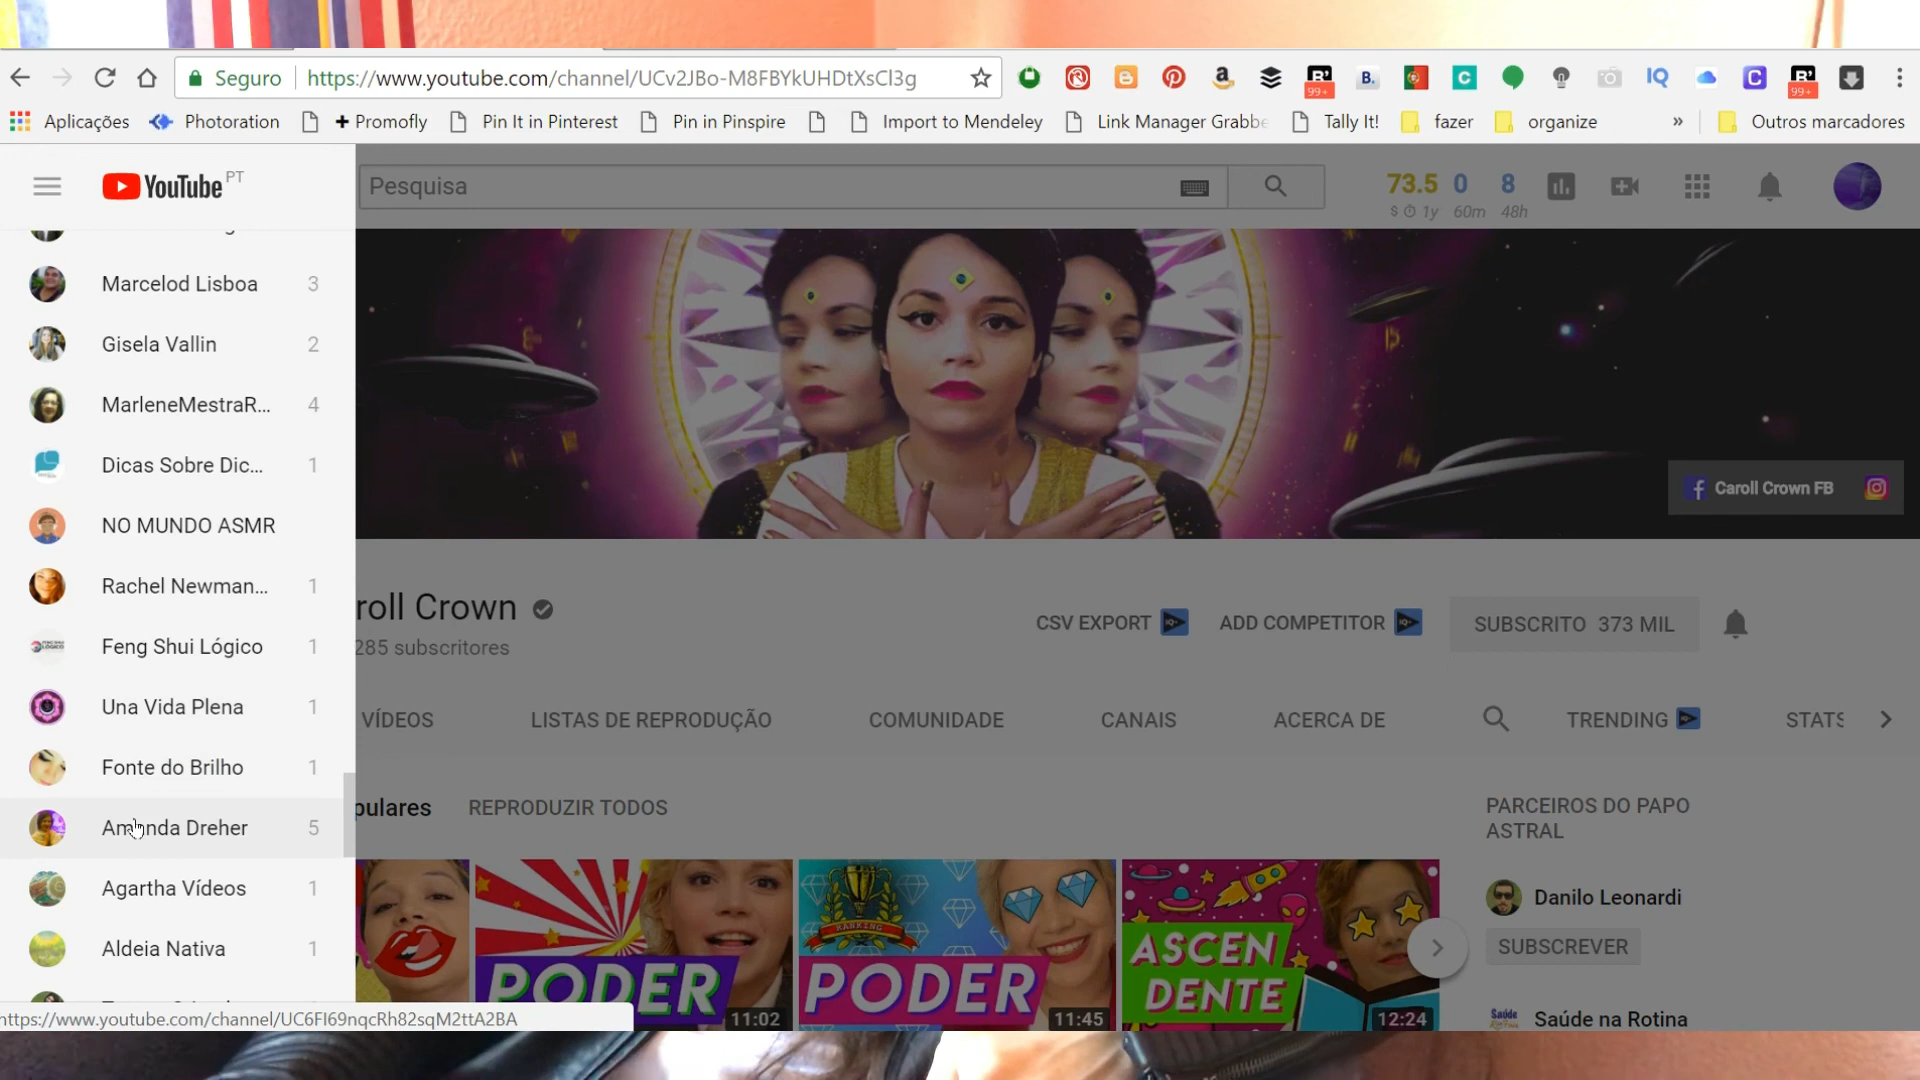 Seguro
https://www.youtube.com/channel/UCv2JBo-M8FBYkUHDtXsCl3g
99+
99+
Aplicações
Photoration
+ Promofly
Pin It in Pinterest
Pin in Pinspire
Import to Mendeley
Link Manager Grabbe
Tally It!
fazer
organize
»
Outros marcadores
YouTube PT
Pesquisa
73.5 0 8
1y 60m 48h
Marcelod Lisboa 3
Gisela Vallin 2
MarleneMestraR... 4
Dicas Sobre Dic... 1
NO MUNDO ASMR
Rachel Newman... 1
Feng Shui Lógico 1
Una Vida Plena 1
Fonte do Brilho 1
Amanda Dreher 5
Agartha Vídeos 1
Aldeia Nativa 1
Caroll Crown FB
roll Crown
285 subscritores
CSV EXPORT
ADD COMPETITOR
SUBSCRITO 373 MIL
VÍDEOS
LISTAS DE REPRODUÇÃO
COMUNIDADE
CANAIS
ACERCA DE
TRENDING
STATS
pulares
REPRODUZIR TODOS
PODER
11:02
RANKING
PODER
11:45
ASCEN
DENTE
12:24
PARCEIROS DO PAPO
ASTRAL
Danilo Leonardi
SUBSCREVER
Saúde na Rotina
https://www.youtube.com/channel/UC6Fl69nqcRh82sqM2ttA2BA